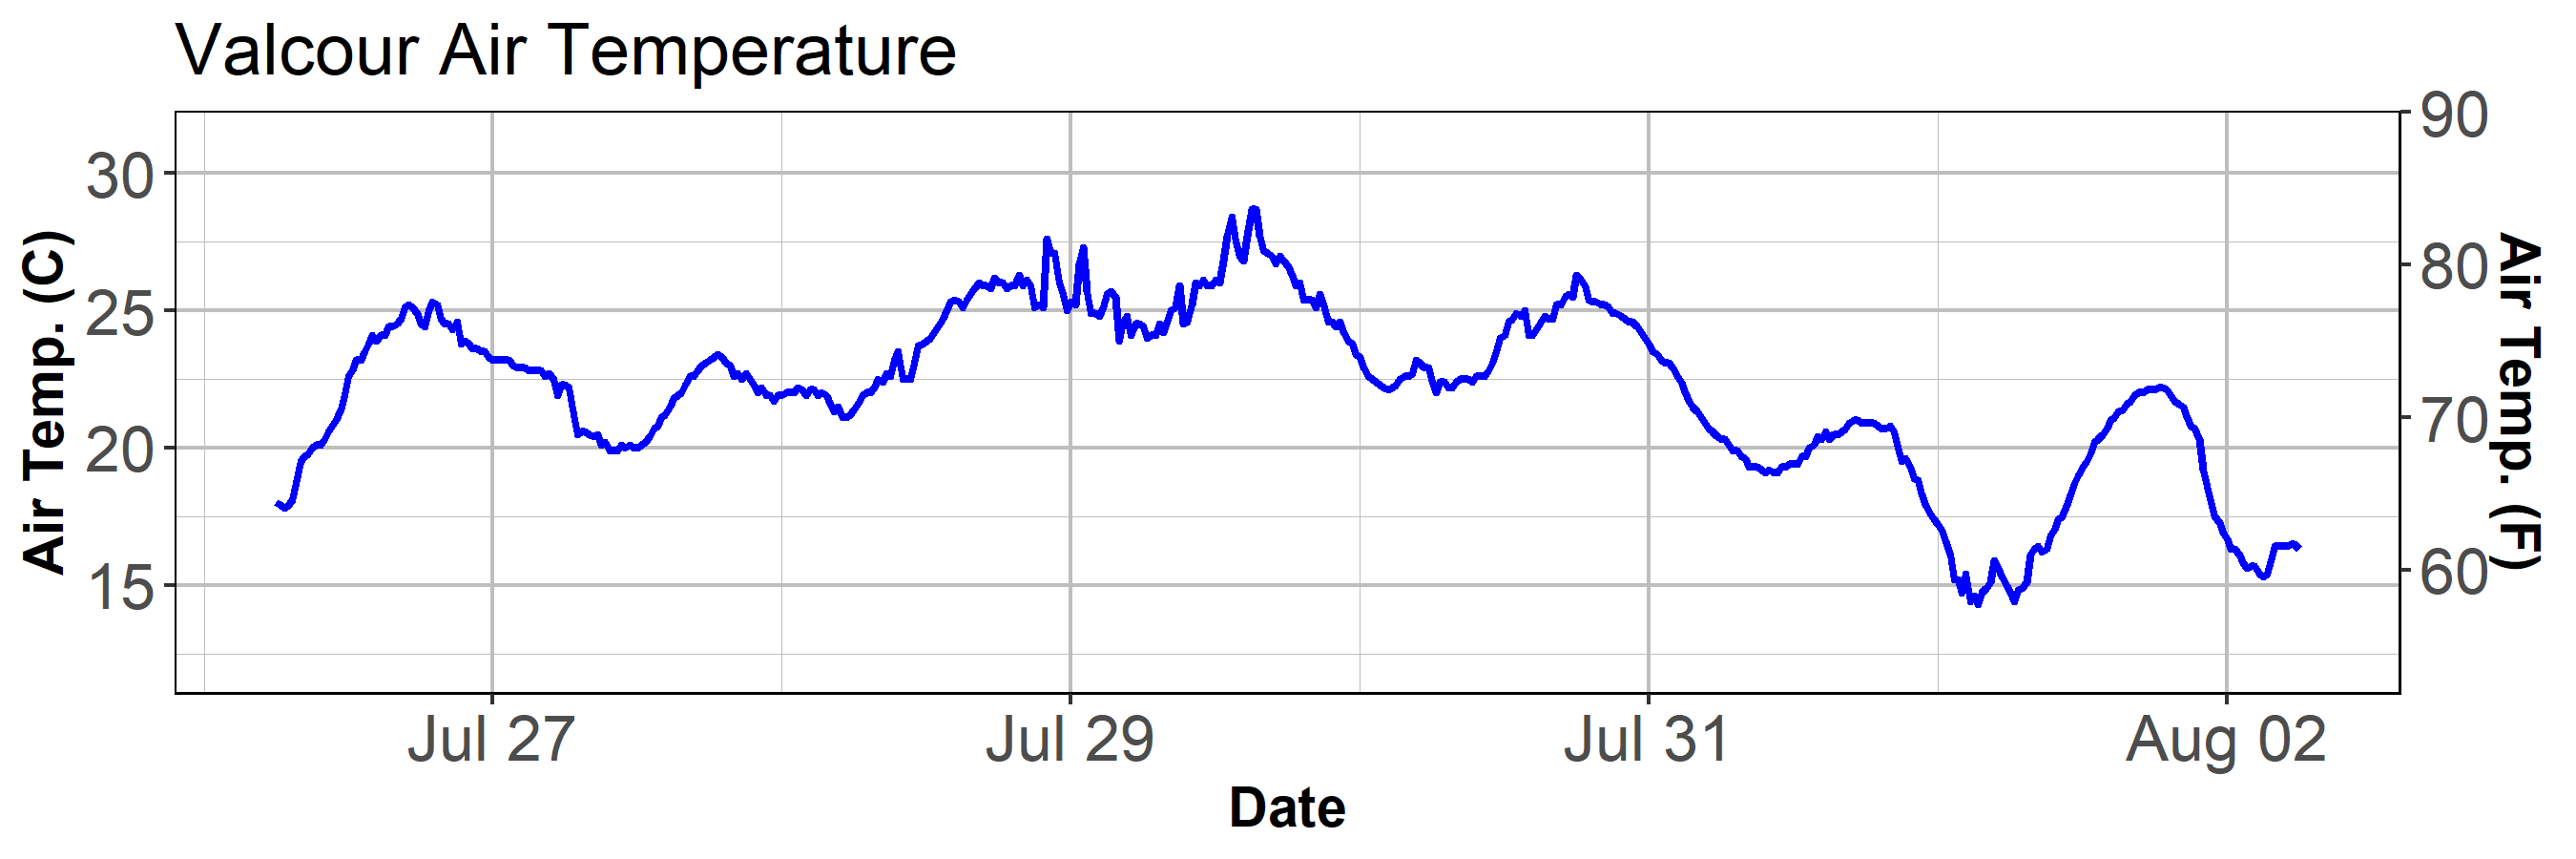 Valcour Air Temperature
90
30
80
25
70
20
60
15
Air Temp. (C)
Air Temp. (F)
Jul 27
Jul 29
Jul 31
Aug 02
Date